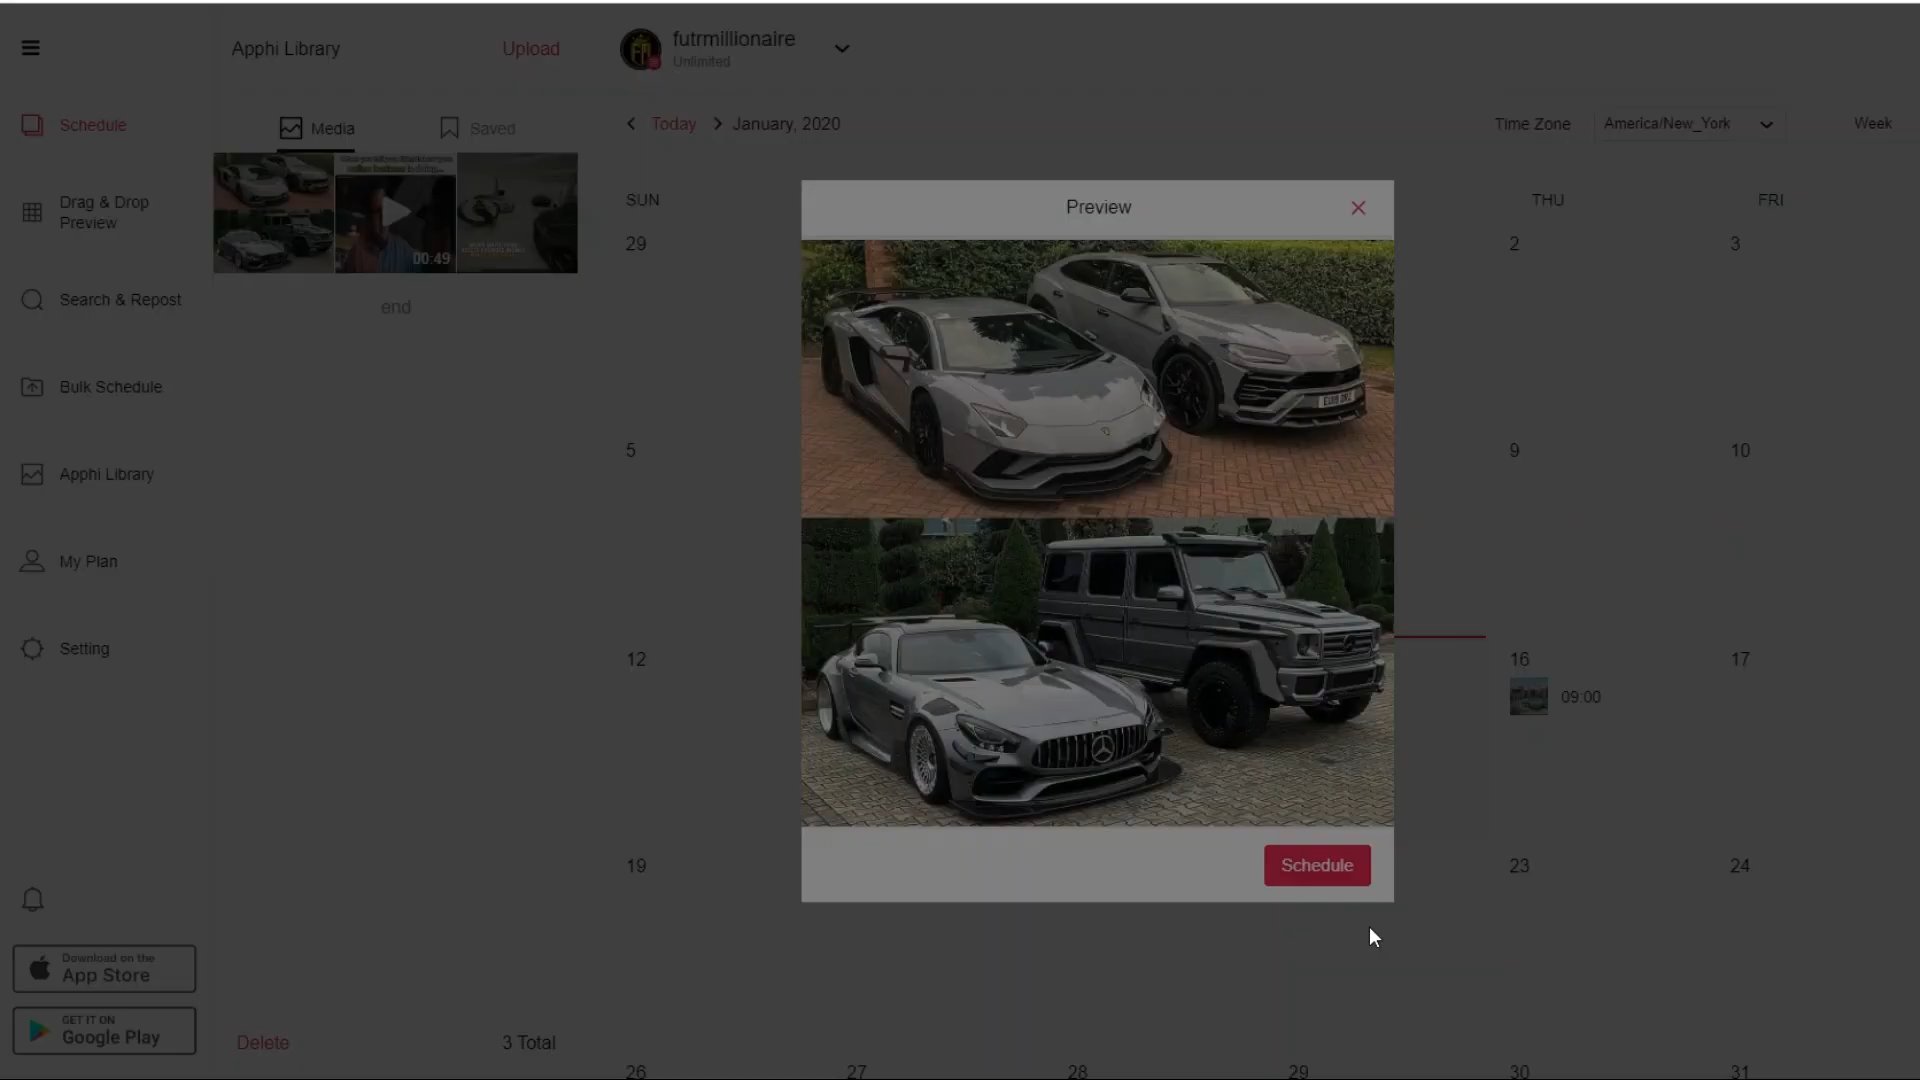 Apphi Library
Upload
futrmillionaire
Unlimited
Schedule
Media
Saved
Today
January, 2020
Time Zone
America/New_York
Week
Drag & Drop
Preview
00:49
end
Search & Repost
Bulk Schedule
Apphi Library
My Plan
Setting
Download on the
App Store
GET IT ON
Google Play
Delete
3 Total
Preview
Schedule
SUN
THU
FRI
29
2
3
5
9
10
12
16
17
09:00
19
23
24
26
27
28
29
30
31